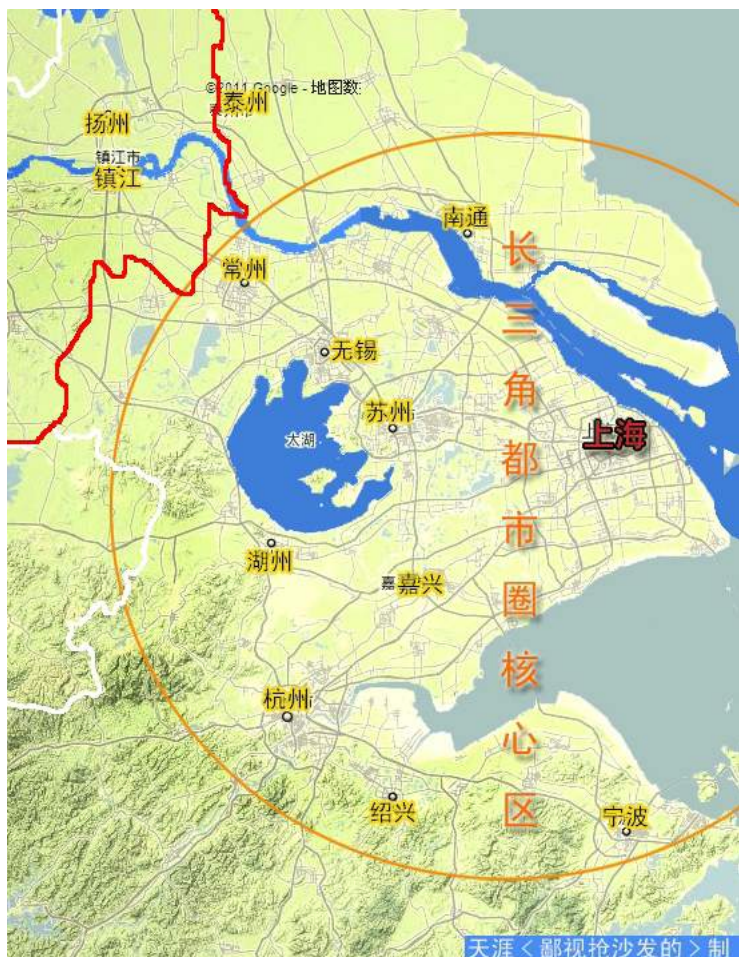 ©2011 Google - 地图数
泰州
扬州
镇江市
镇江
南通
常州
无锡
苏州
太湖
上海
湖州
嘉兴
杭州
绍兴
宁波
长三角都市圈核心区
天涯<鄙视抢沙发的>制